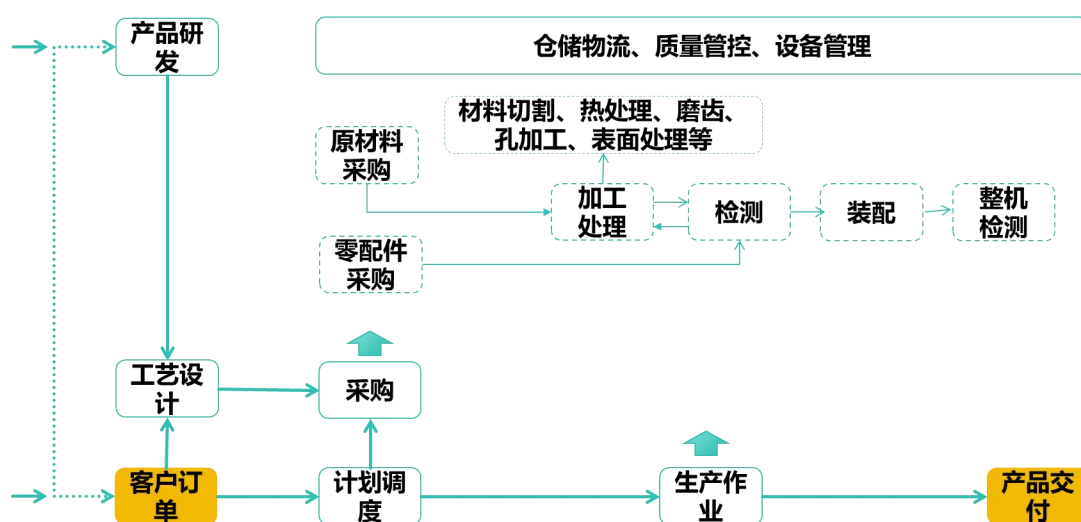 产品研
发
仓储物流、质量管控、设备管理
材料切割、热处理、磨齿、
孔加工、表面处理等
原材料
采购
加工
处理
检测
装配
整机
检测
零配件
采购
工艺设
计
采购
客户订
单
计划调
度
生产作
业
产品交
付